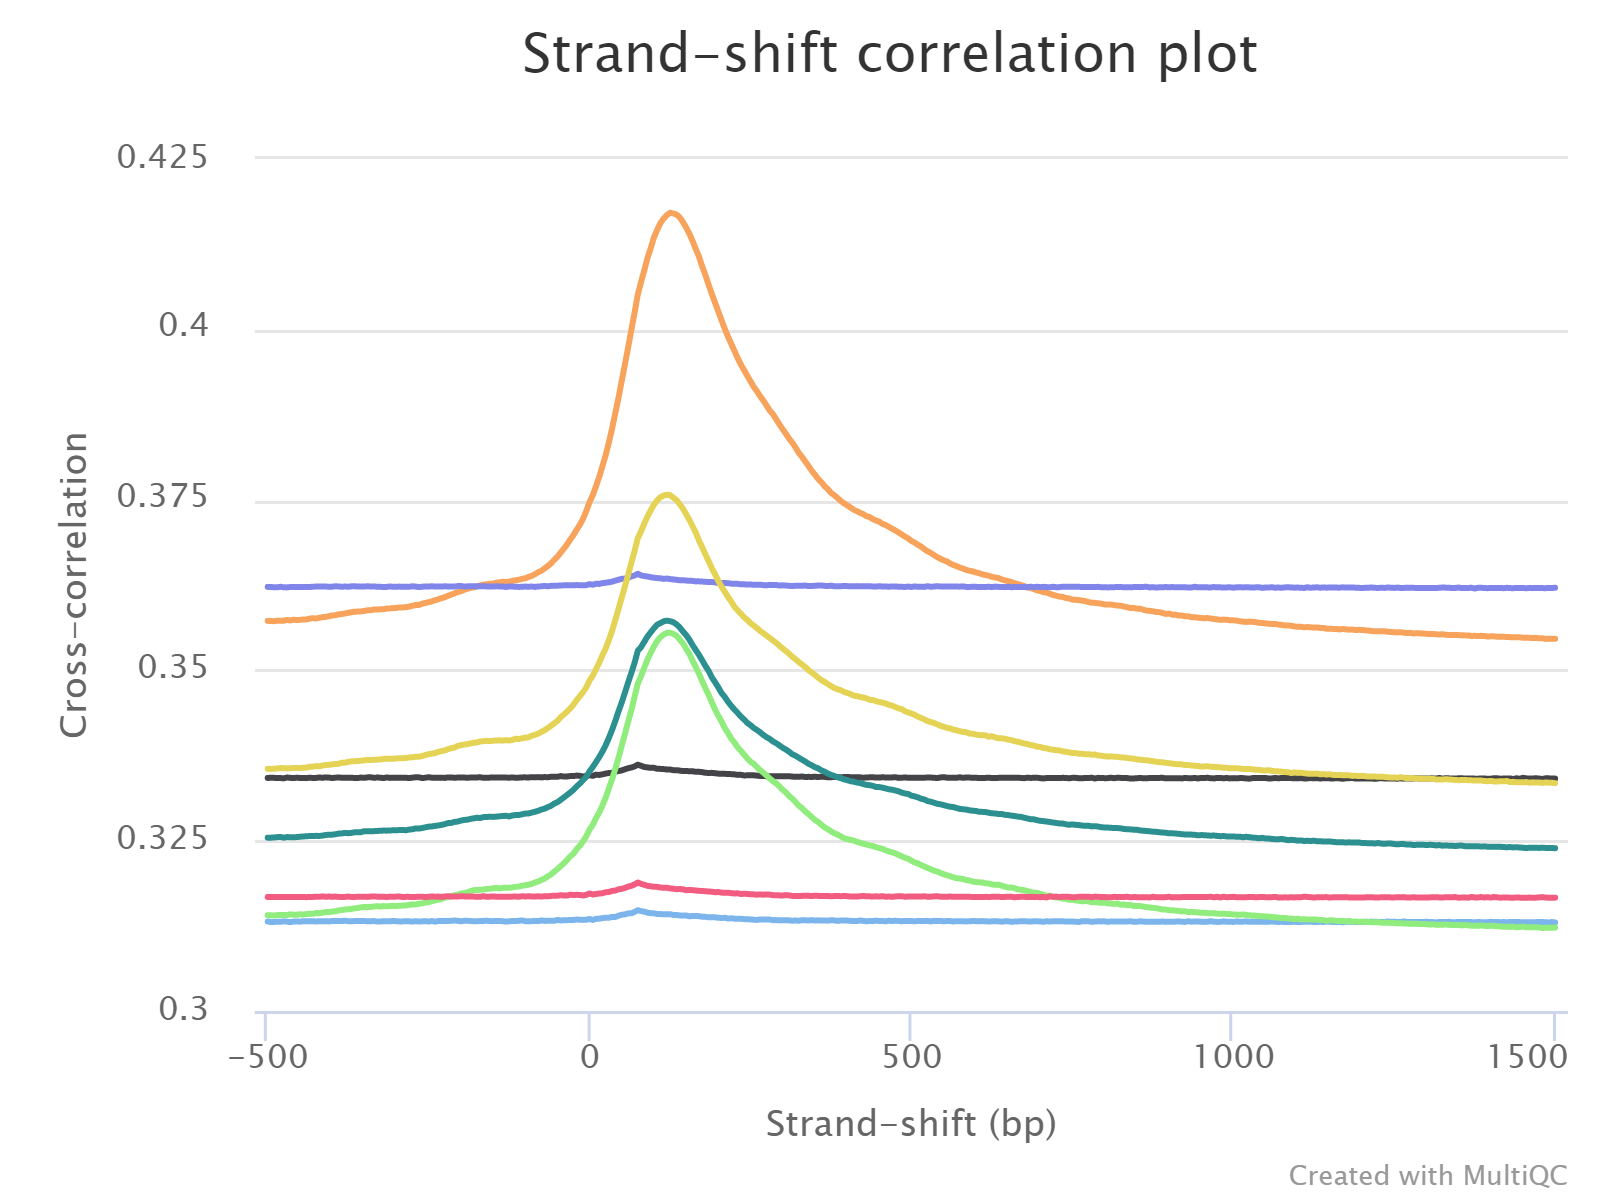 Strand-shift correlation plot
0.425
0.4
0.375
0.35
0.325
0.3
Cross-correlation
-500 0 500 1000 1500
Strand-shift (bp)
Created with MultiQC